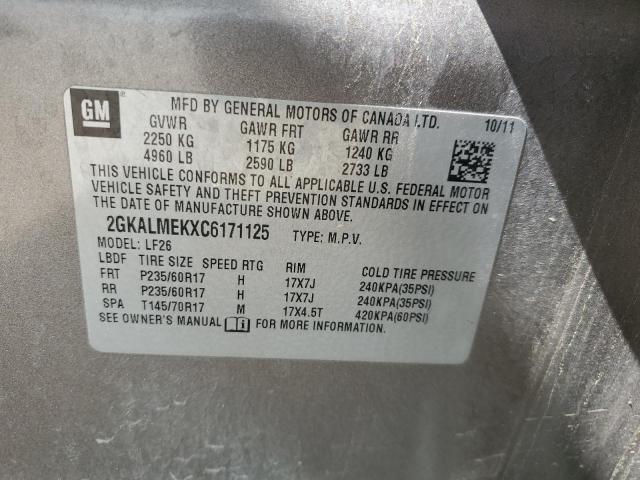 GM
MFD BY GENERAL MOTORS OF CANADA LTD.
GVWR GAWR FRT GAWR RR 10/11
2250 KG 1175 KG 1240 KG
4960 LB 2590 LB 2733 LB
THIS VEHICLE CONFORMS TO ALL APPLICABLE U.S. FEDERAL MOTOR
VEHICLE SAFETY AND THEFT PREVENTION STANDARDS IN EFFECT ON
THE DATE OF MANUFACTURE SHOWN ABOVE.
2GKALMEKXC6171125 TYPE: M.P.V.
MODEL: LF26
LBDF TIRE SIZE SPEED RTG RIM COLD TIRE PRESSURE
FRT P235/60R17 H 17X7J 240KPA(35PSI)
RR P235/60R17 H 17X7J 240KPA(35PSI)
SPA T145/70R17 M 17X4.5T 420KPA(60PSI)
SEE OWNER'S MANUAL FOR MORE INFORMATION.